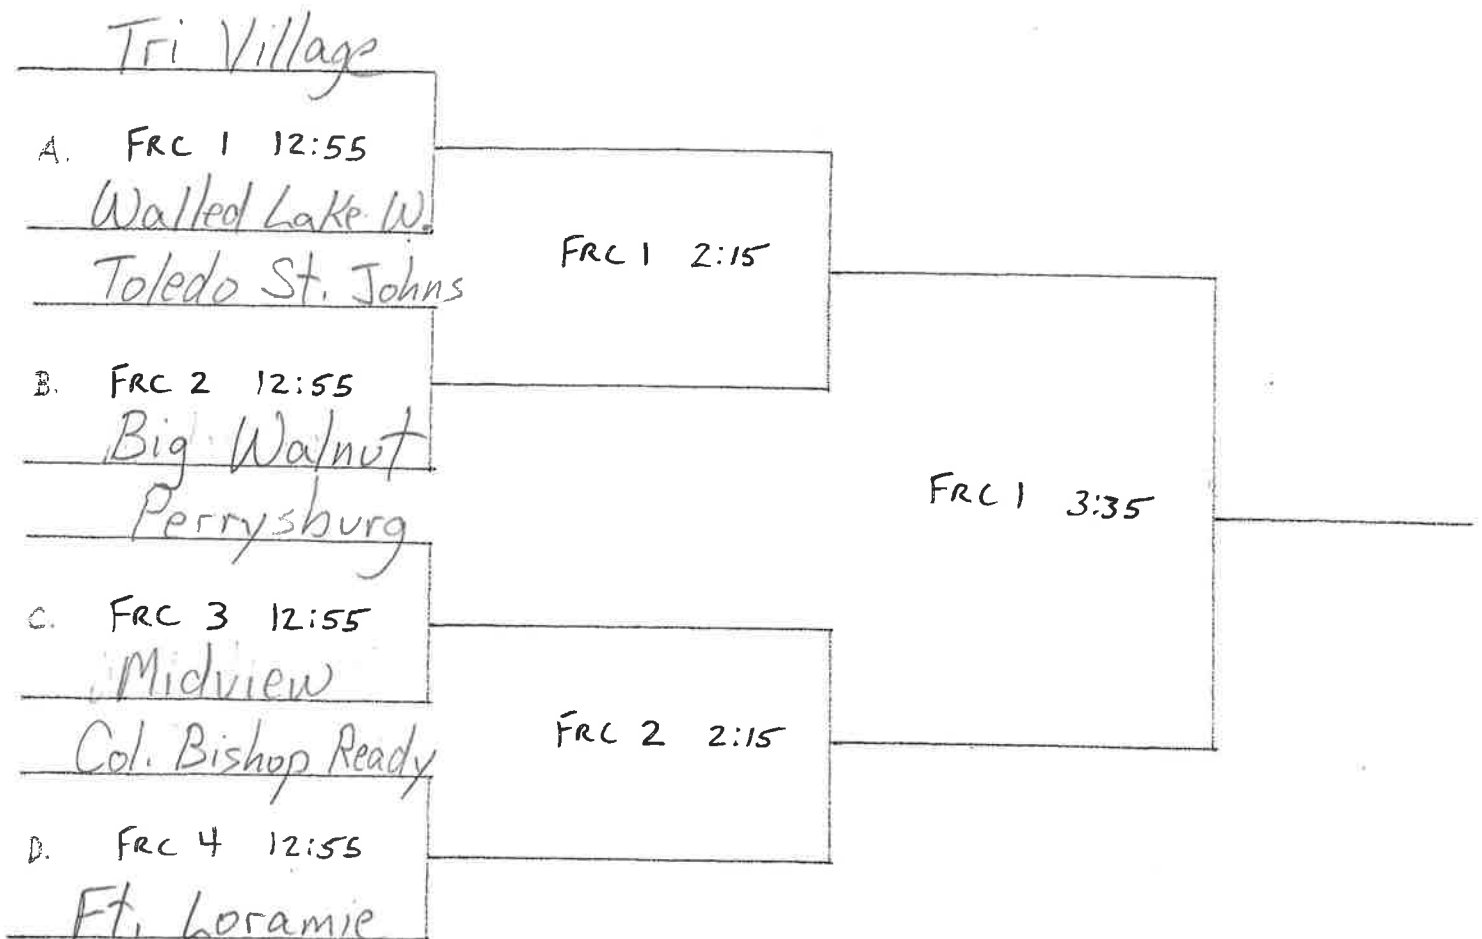 Tri Village
A. FRC 1 12:55
Walled Lake W.
Toledo St. Johns
FRC 1 2:15
B. FRC 2 12:55
Big Walnut
Perrysburg
FRC 1 3:35
C. FRC 3 12:55
Midview
Col. Bishop Ready
FRC 2 2:15
D. FRC 4 12:55
Ft. Loramie